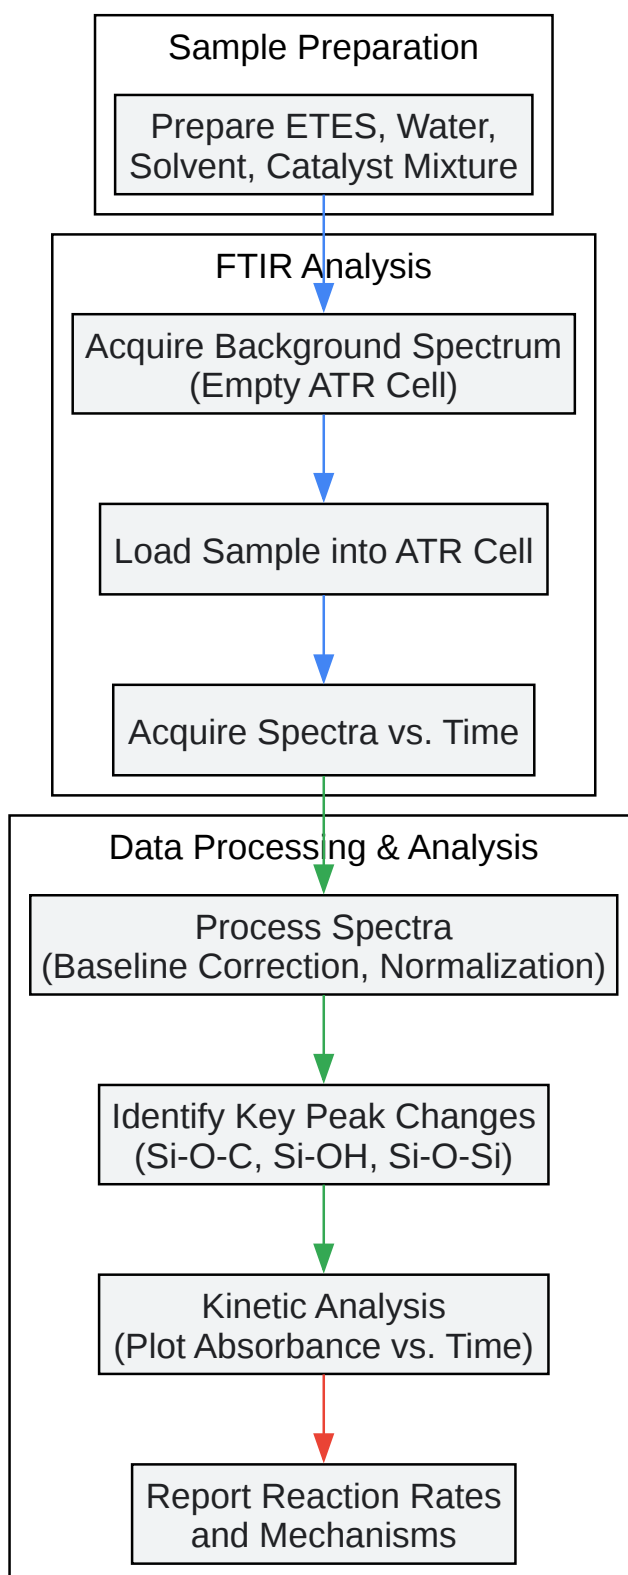 Sample Preparation
Prepare ETES, Water,
Solvent, Catalyst Mixture
FTIR Analysis
Acquire Background Spectrum
(Empty ATR Cell)
Load Sample into ATR Cell
Acquire Spectra vs. Time
Data Processing & Analysis
Process Spectra
(Baseline Correction, Normalization)
Identify Key Peak Changes
(Si-O-C, Si-OH, Si-O-Si)
Kinetic Analysis
(Plot Absorbance vs. Time)
Report Reaction Rates
and Mechanisms